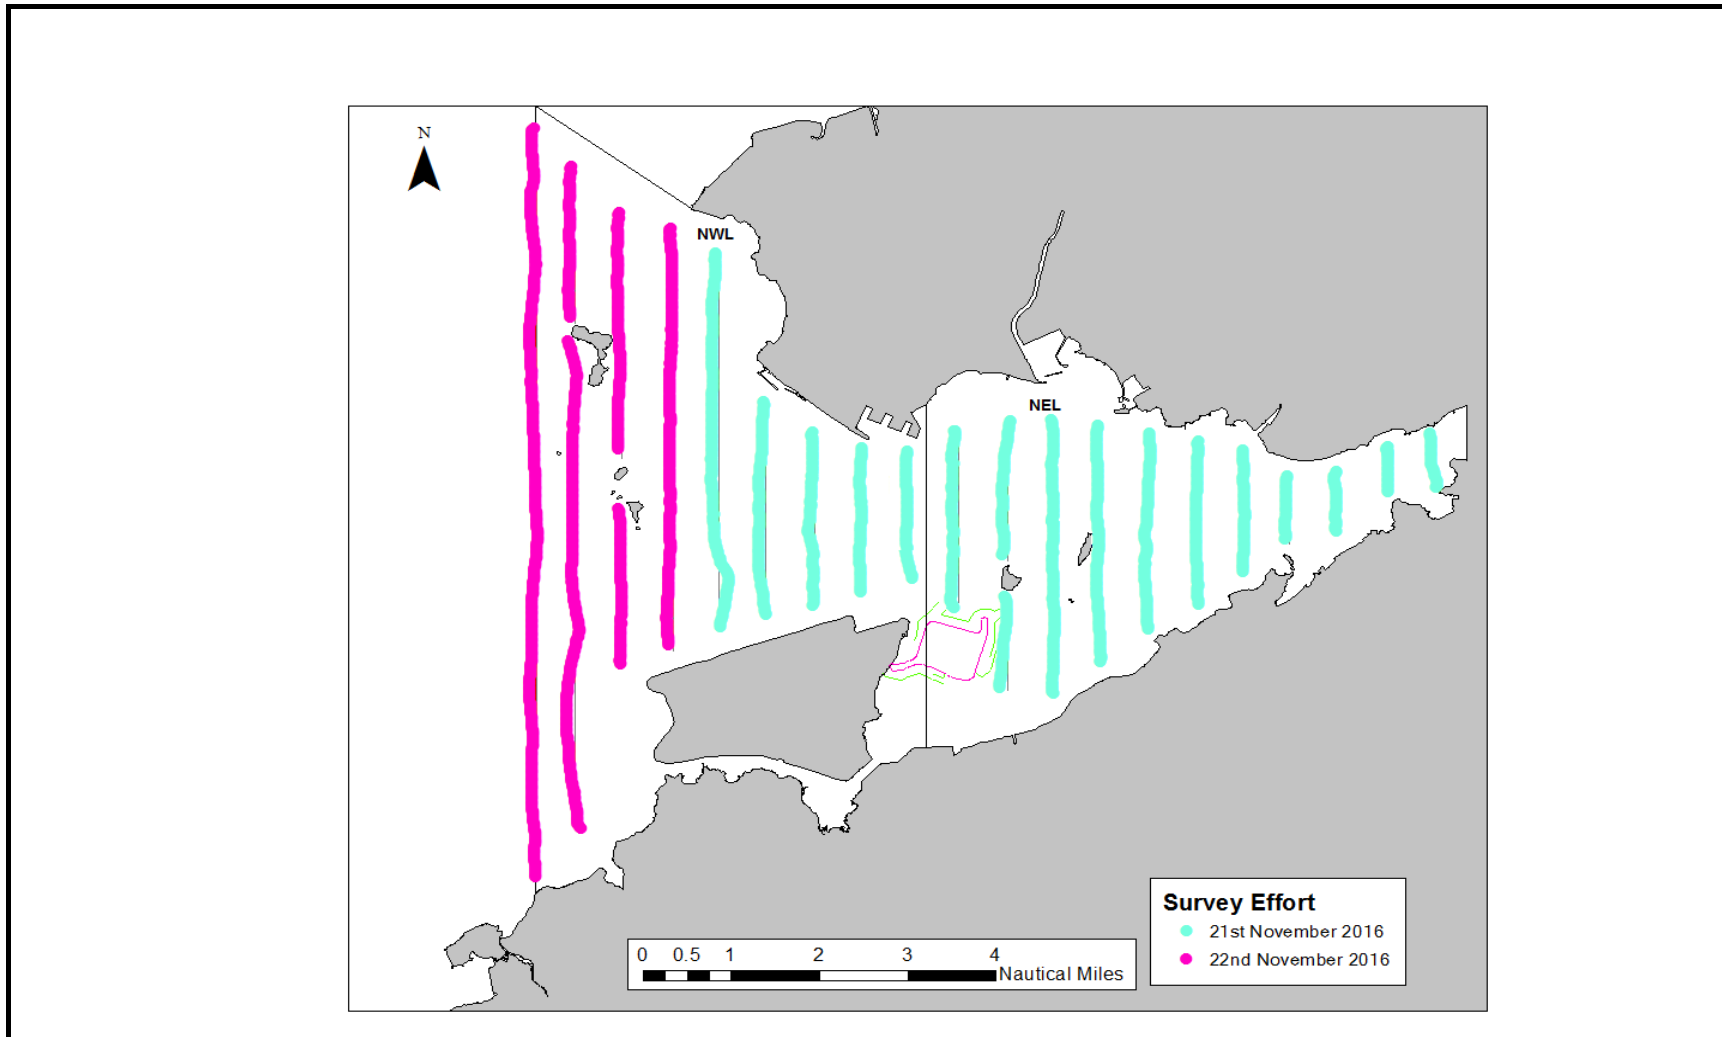 N
NWL
NEL
Survey Effort
21st November 2016
22nd November 2016
0 0.5 1 2 3 4
Nautical Miles